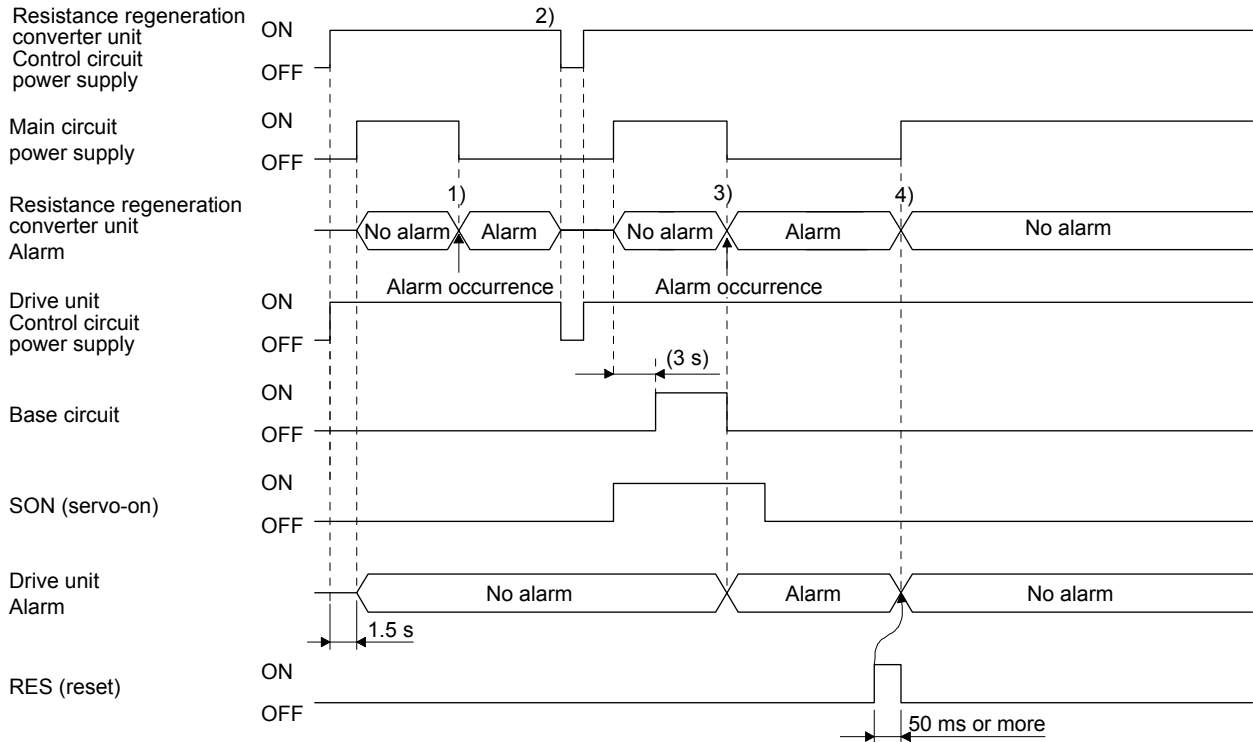 Resistance regeneration
converter unit
Control circuit
power supply
ON
OFF
2)
Main circuit
power supply
ON
OFF
Resistance regeneration
converter unit
Alarm
No alarm
1)
Alarm
No alarm
3)
Alarm
4)
No alarm
Alarm occurrence
Alarm occurrence
Drive unit
Control circuit
power supply
ON
OFF
(3 s)
Base circuit
ON
OFF
SON (servo-on)
ON
OFF
Drive unit
Alarm
No alarm
Alarm
No alarm
1.5 s
RES (reset)
ON
OFF
50 ms or more